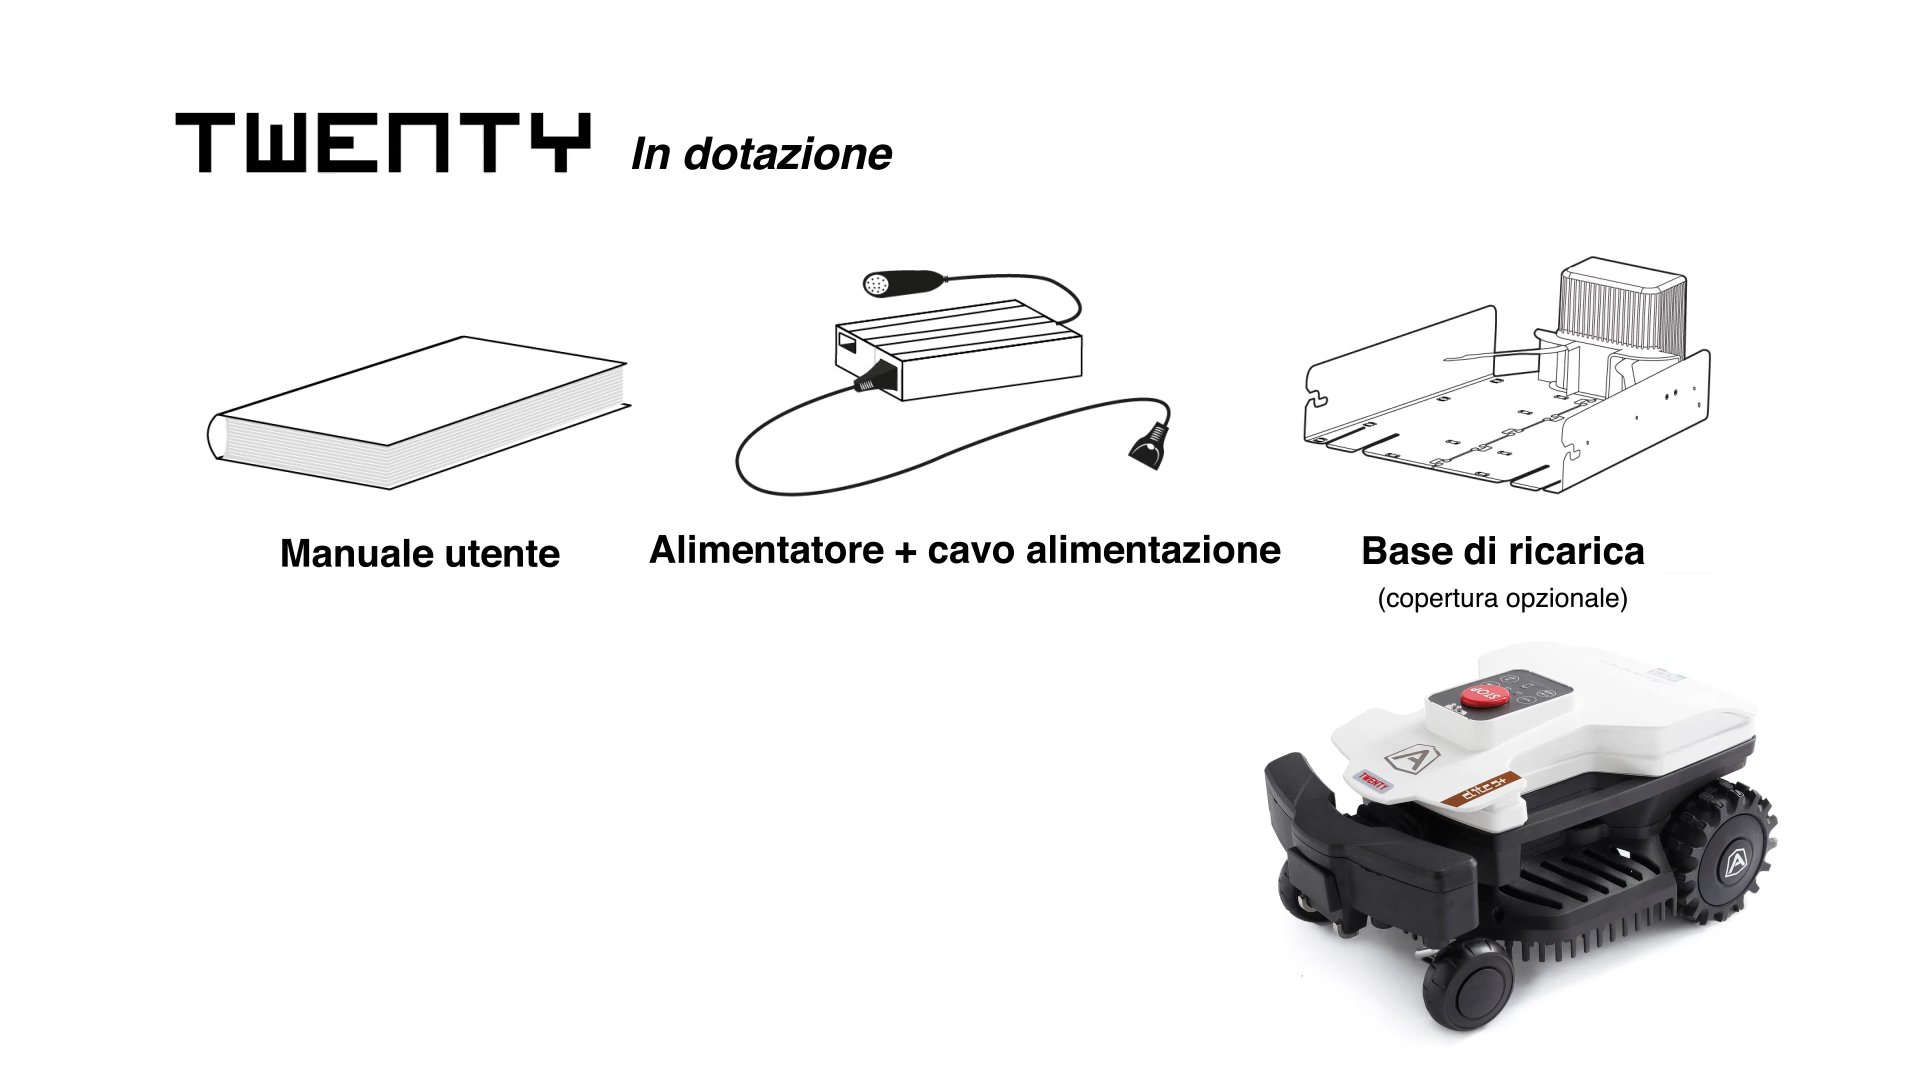 TWENTY In dotazione
Manuale utente
Alimentatore + cavo alimentazione
Base di ricarica
(copertura opzionale)
STOP
A
TWENTY
A